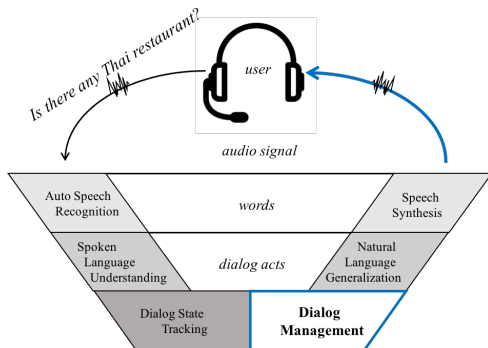 Is there any Thai restaurant?
user
audio signal
Auto Speech
Recognition
words
Speech
Synthesis
Spoken
Language
Understanding
dialog acts
Natural
Language
Generalization
Dialog State
Tracking
Dialog
Management